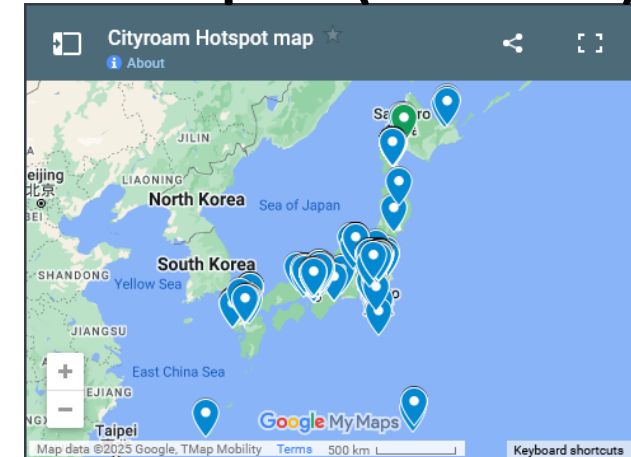 Cityroam Hotspot map
About
JILIN
eijing
北京
LIAONING
North Korea
Sea of Japan
SHANDONG
South Korea
Yellow Sea
JIANGSU
East China Sea
EJIANG
Taipei
Google My Maps
Map data ©2025 Google, TMap Mobility Terms 500 km
Keyboard shortcuts